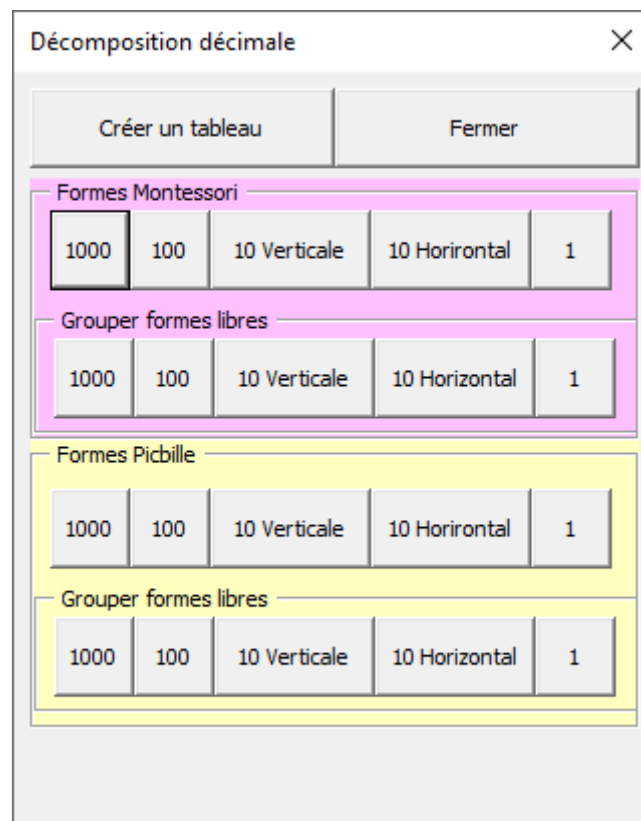 Décomposition décimale
Créer un tableau Fermer
Formes Montessori
1000 100 10 Verticale 10 Horirontal 1
Grouper formes libres
1000 100 10 Verticale 10 Horizontal 1
Formes Picbille
1000 100 10 Verticale 10 Horirontal 1
Grouper formes libres
1000 100 10 Verticale 10 Horizontal 1